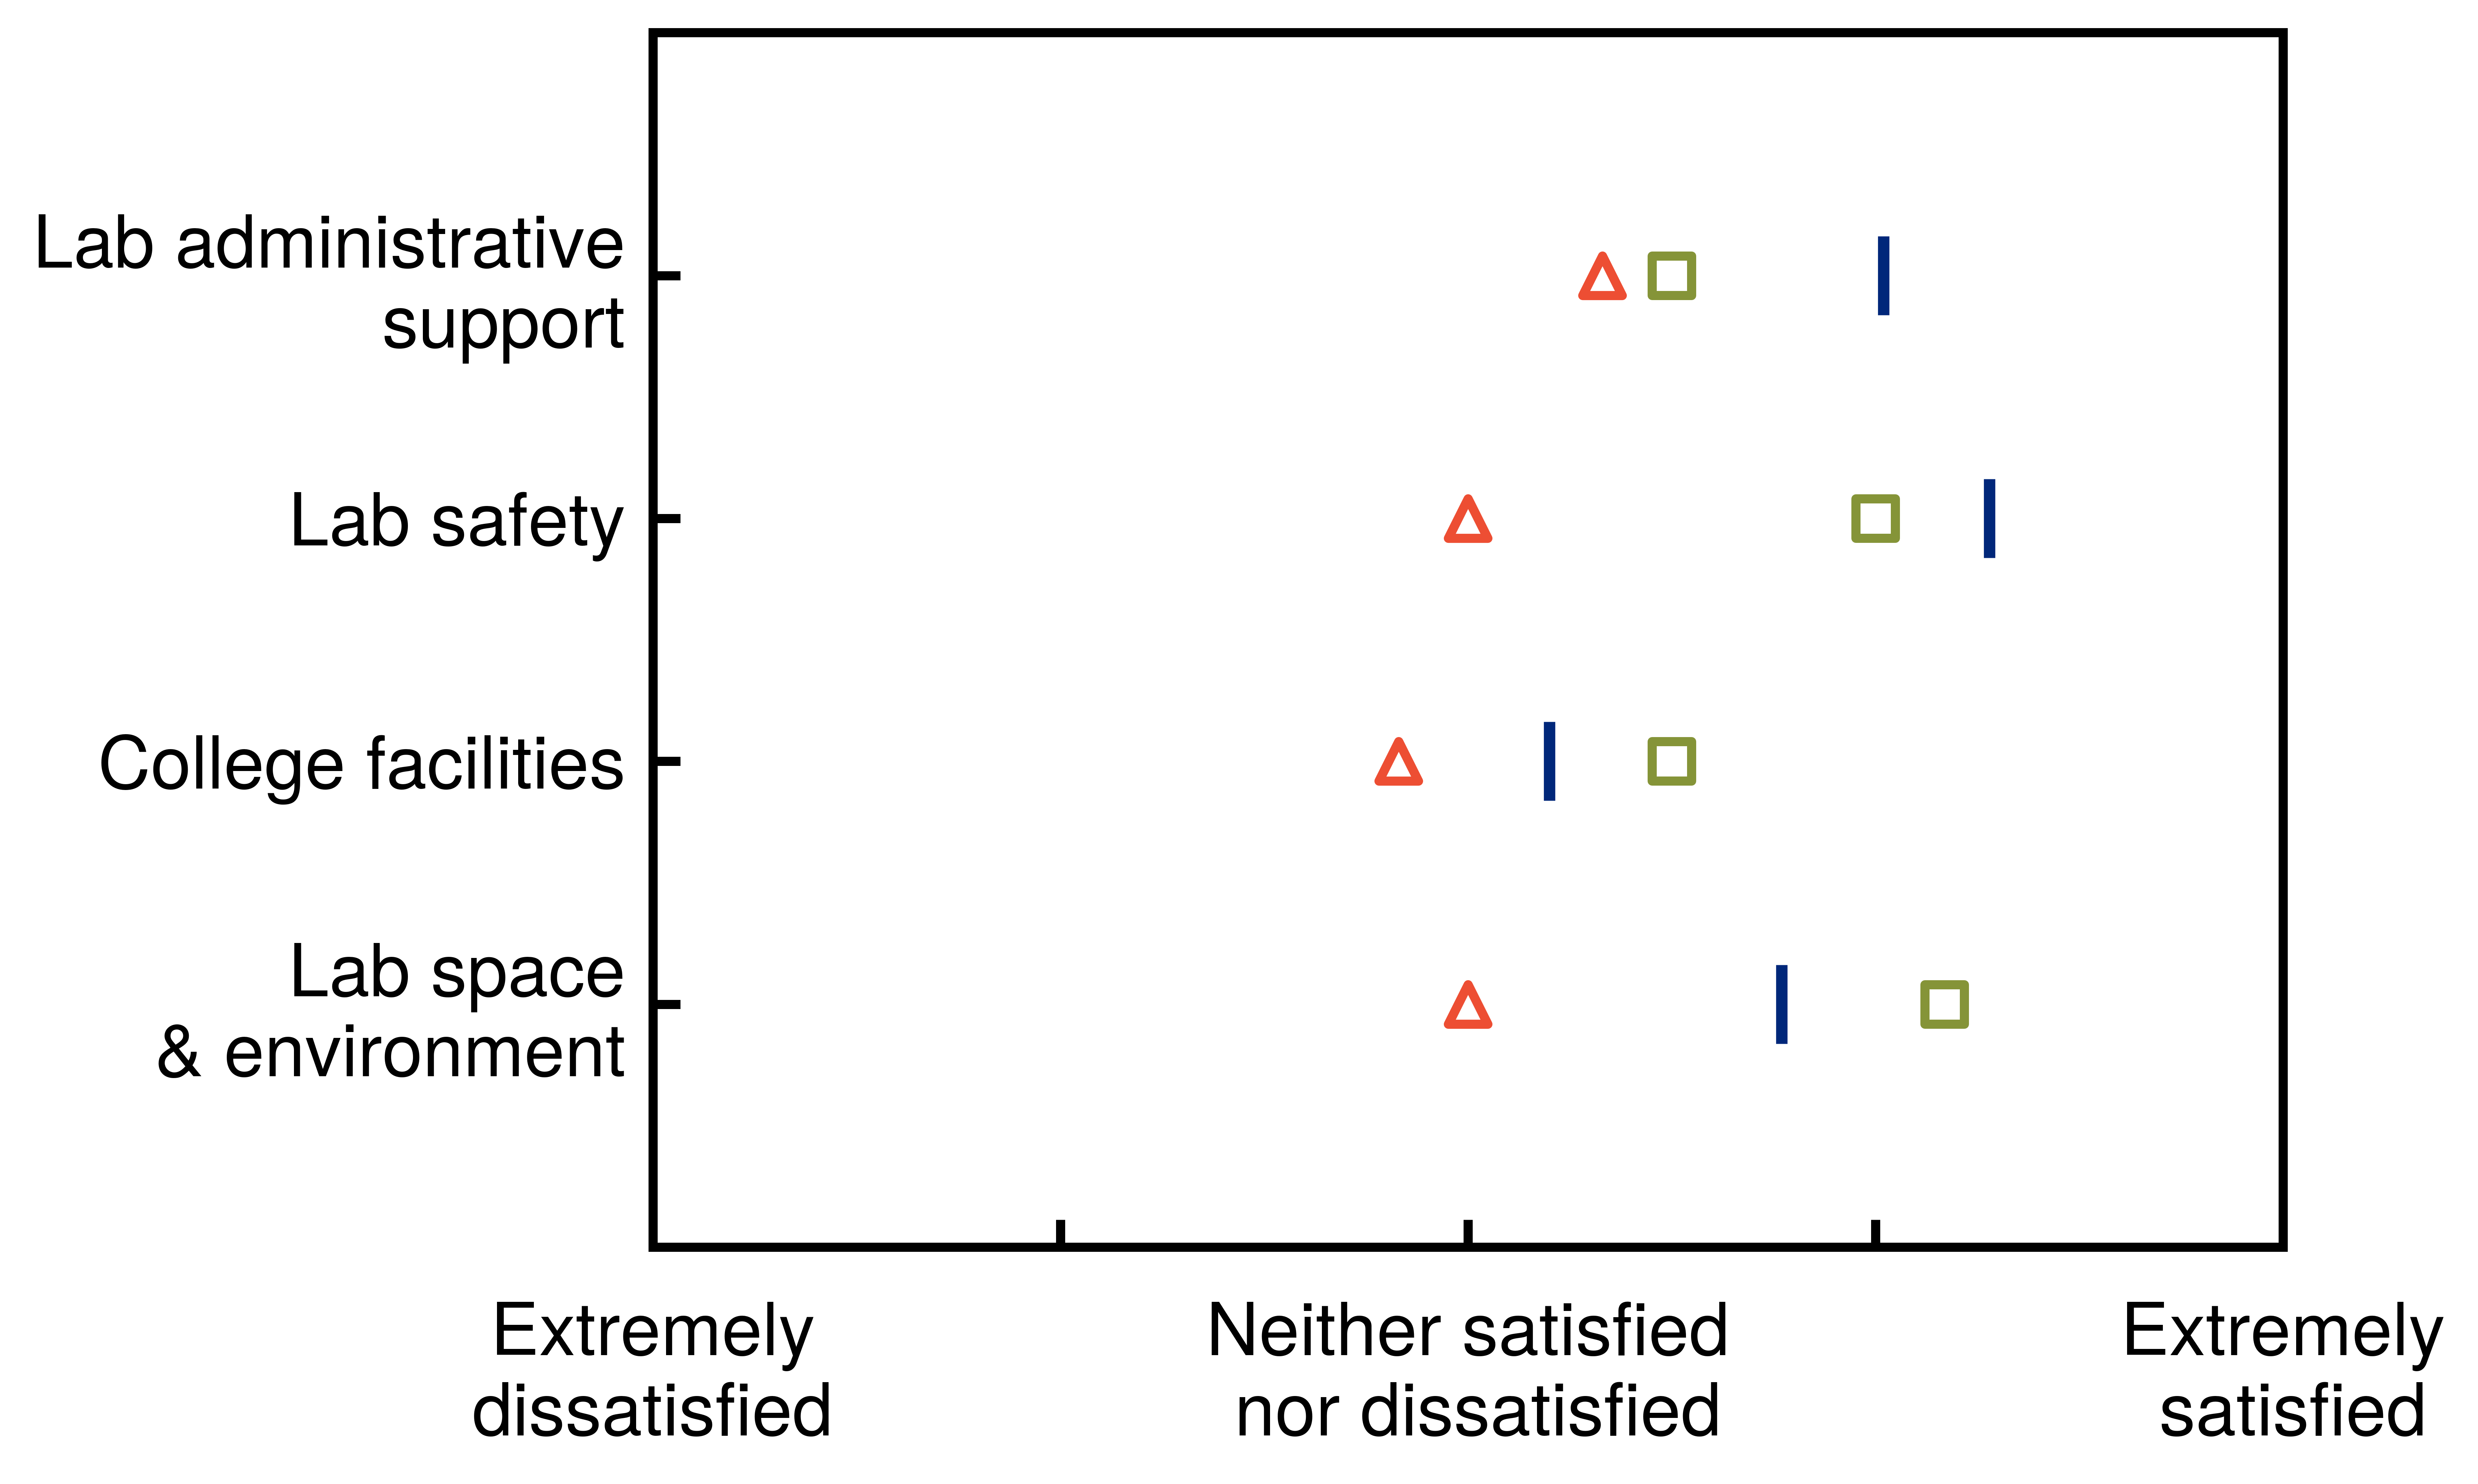 Lab administrative
support
Lab safety
College facilities
Lab space
& environment
Extremely
dissatisfied
Neither satisfied
nor dissatisfied
Extremely
satisfied